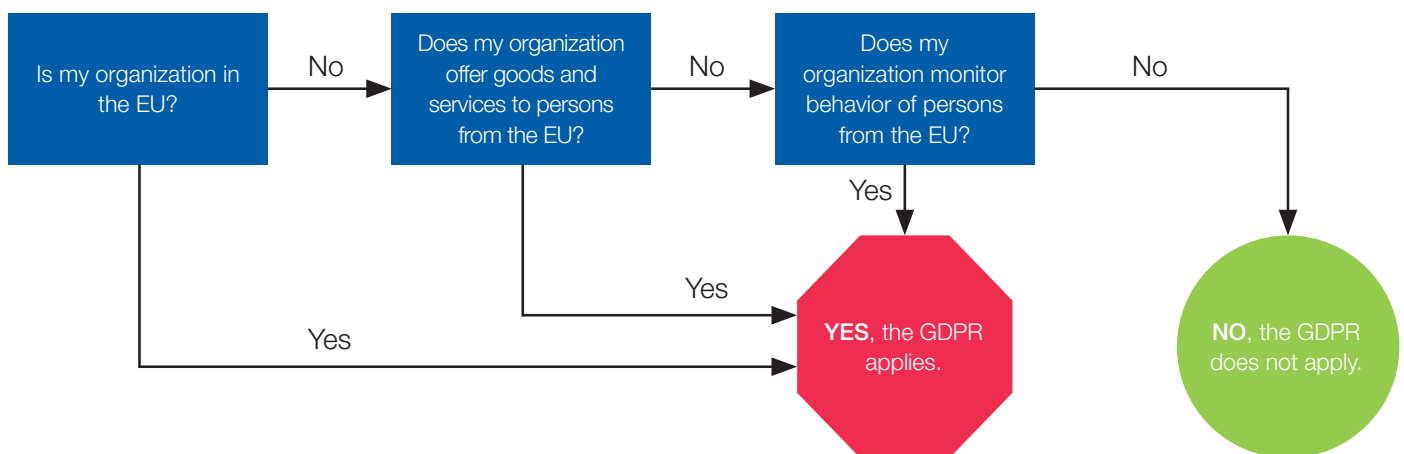 Is my organization in
the EU?
No
Does my organization
offer goods and
services to persons
from the EU?
No
Does my
organization monitor
behavior of persons
from the EU?
No
Yes
Yes
Yes
YES, the GDPR
applies.
NO, the GDPR
does not apply.